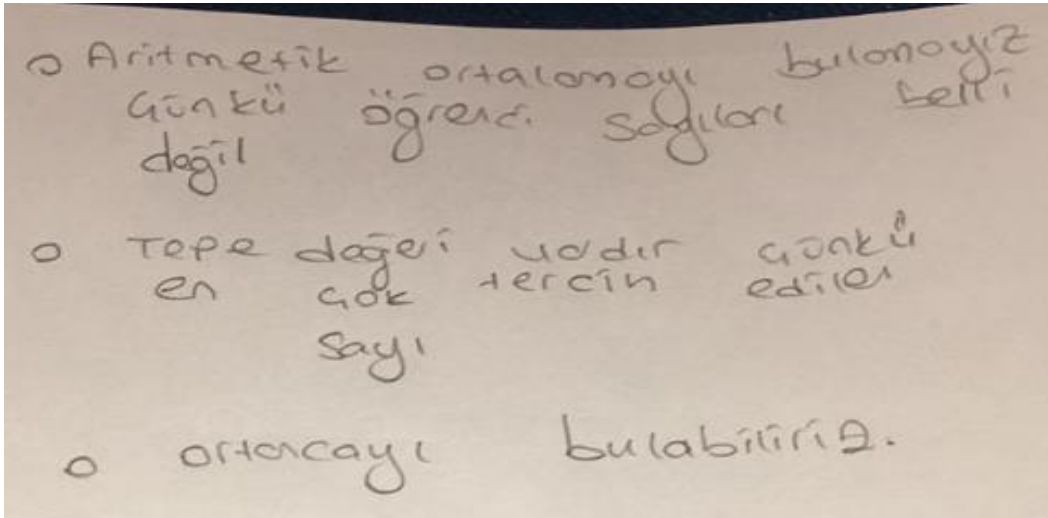 o Aritmetik ortalamayı bulamayız
çünkü öğrenci sayıları belli
değil
o Tepe değeri vardır çünkü
en çok tercih edilen
sayı
o ortancayı bulabiliriz.